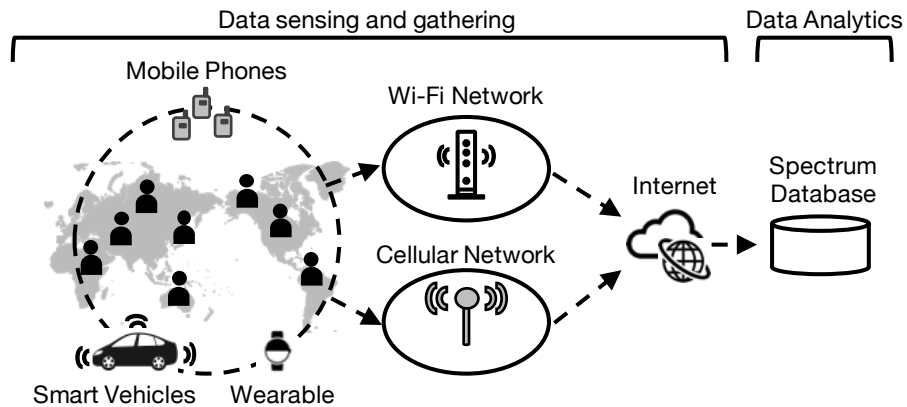 Data sensing and gathering
Data Analytics
Mobile Phones
Wi-Fi Network
Spectrum
Database
Internet
Cellular Network
Smart Vehicles
Wearable